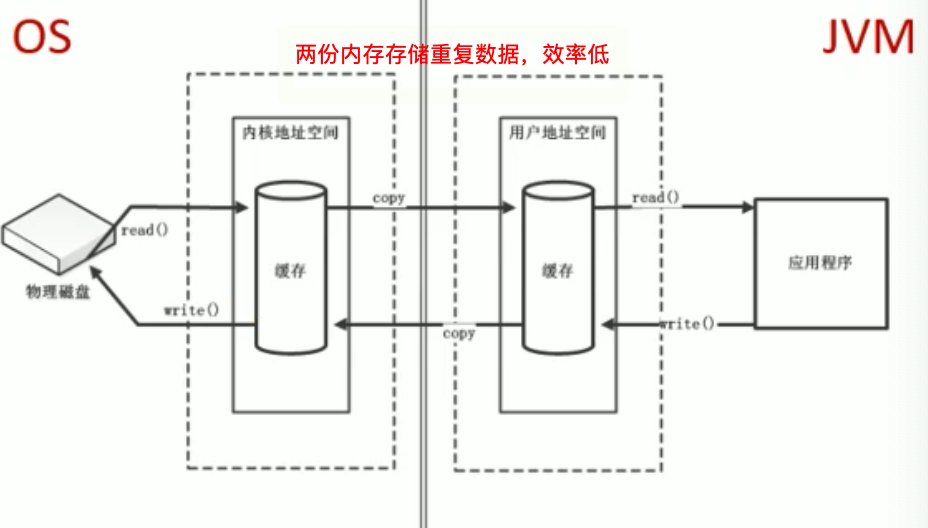 OS
JVM
两份内存存储重复数据，效率低
内核地址空间
用户地址空间
copy
read()
read()
缓存
缓存
应用程序
物理磁盘
write()
copy
write()